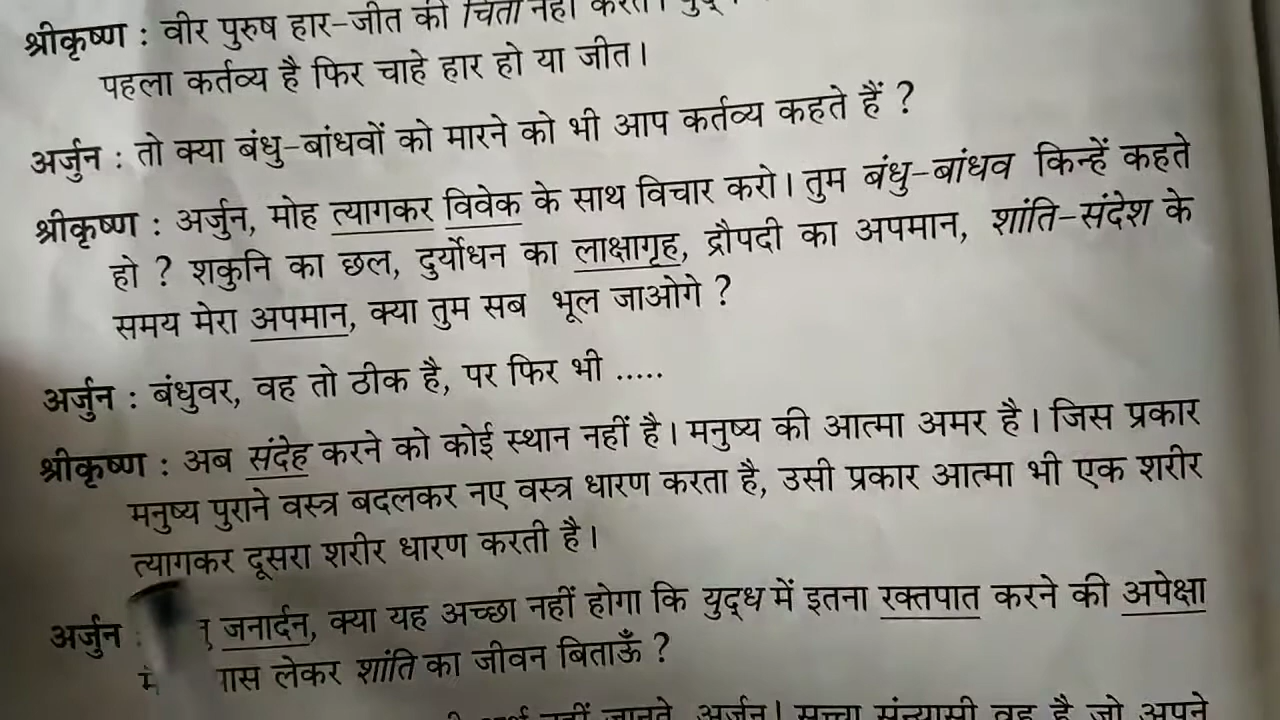 श्रीकृष्ण : वीर पुरुष हार-जीत की चिंता नहीं करते।
पहला कर्तव्य है फिर चाहे हार हो या जीत।
अर्जुन : तो क्या बंधु-बांधवों को मारने को भी आप कर्तव्य कहते हैं ?
श्रीकृष्ण : अर्जुन, मोह त्यागकर विवेक के साथ विचार करो। तुम बंधु-बांधव किन्हें कहते
हो ? शकुनि का छल, दुर्योधन का लाक्षागृह, द्रौपदी का अपमान, शांति-संदेश के
समय मेरा अपमान, क्या तुम सब भूल जाओगे ?
अर्जुन : बंधुवर, वह तो ठीक है, पर फिर भी .....
श्रीकृष्ण : अब संदेह करने को कोई स्थान नहीं है। मनुष्य की आत्मा अमर है। जिस प्रकार
मनुष्य पुराने वस्त्र बदलकर नए वस्त्र धारण करता है, उसी प्रकार आत्मा भी एक शरीर
त्यागकर दूसरा शरीर धारण करती है।
अर्जुन : जनार्दन, क्या यह अच्छा नहीं होगा कि युद्ध में इतना रक्तपात करने की अपेक्षा
लेकर शांति का जीवन बिताऊँ ?
नहीं जानते, अर्जुन! सच्चा संन्यासी वह है जो अपने